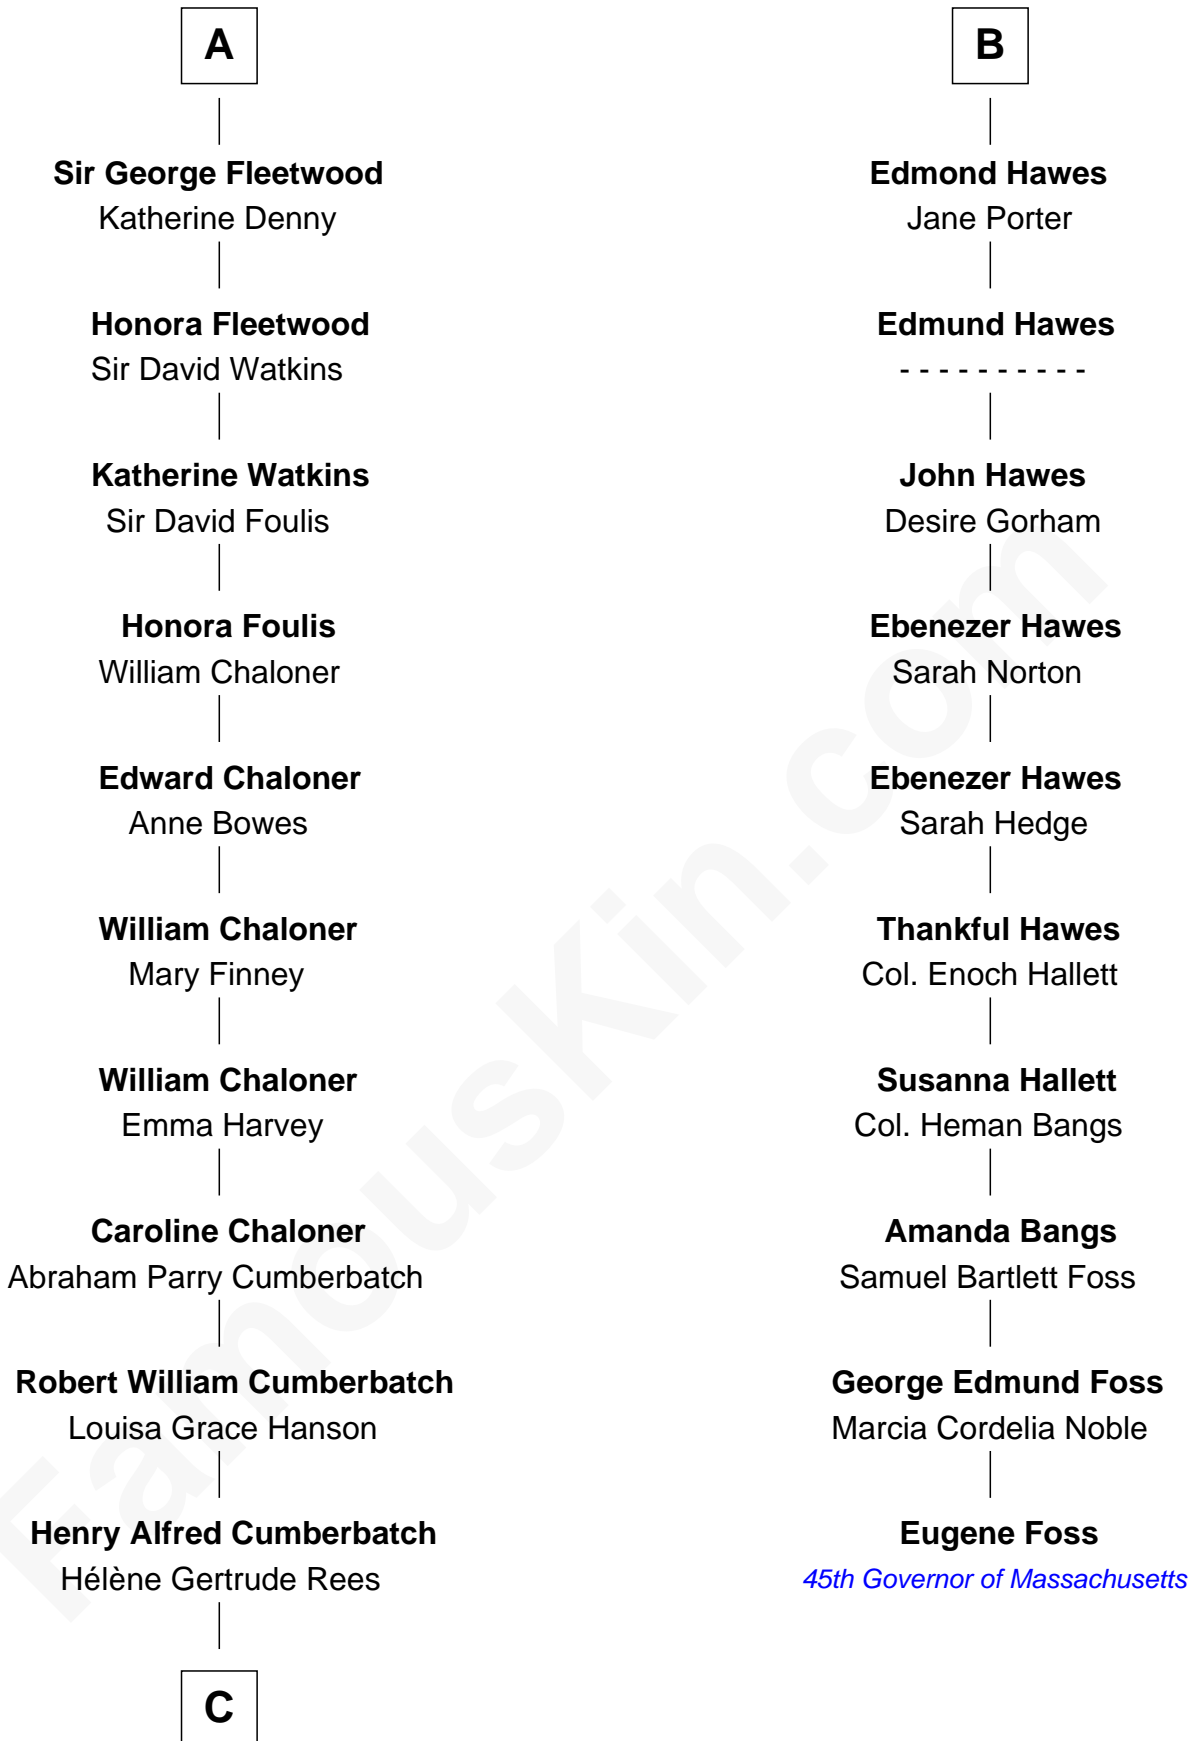 A
Sir George Fleetwood
Katherine Denny
Honora Fleetwood
Sir David Watkins
Katherine Watkins
Sir David Foulis
Honora Foulis
William Chaloner
Edward Chaloner
Anne Bowes
William Chaloner
Mary Finney
William Chaloner
Emma Harvey
Caroline Chaloner
Abraham Parry Cumberbatch
Robert William Cumberbatch
Louisa Grace Hanson
Henry Alfred Cumberbatch
Hélène Gertrude Rees
C
B
Edmond Hawes
Jane Porter
Edmund Hawes
- - - - - - - - - -
John Hawes
Desire Gorham
Ebenezer Hawes
Sarah Norton
Ebenezer Hawes
Sarah Hedge
Thankful Hawes
Col. Enoch Hallett
Susanna Hallett
Col. Heman Bangs
Amanda Bangs
Samuel Bartlett Foss
George Edmund Foss
Marcia Cordelia Noble
Eugene Foss
45th Governor of Massachusetts
FamousKin.com